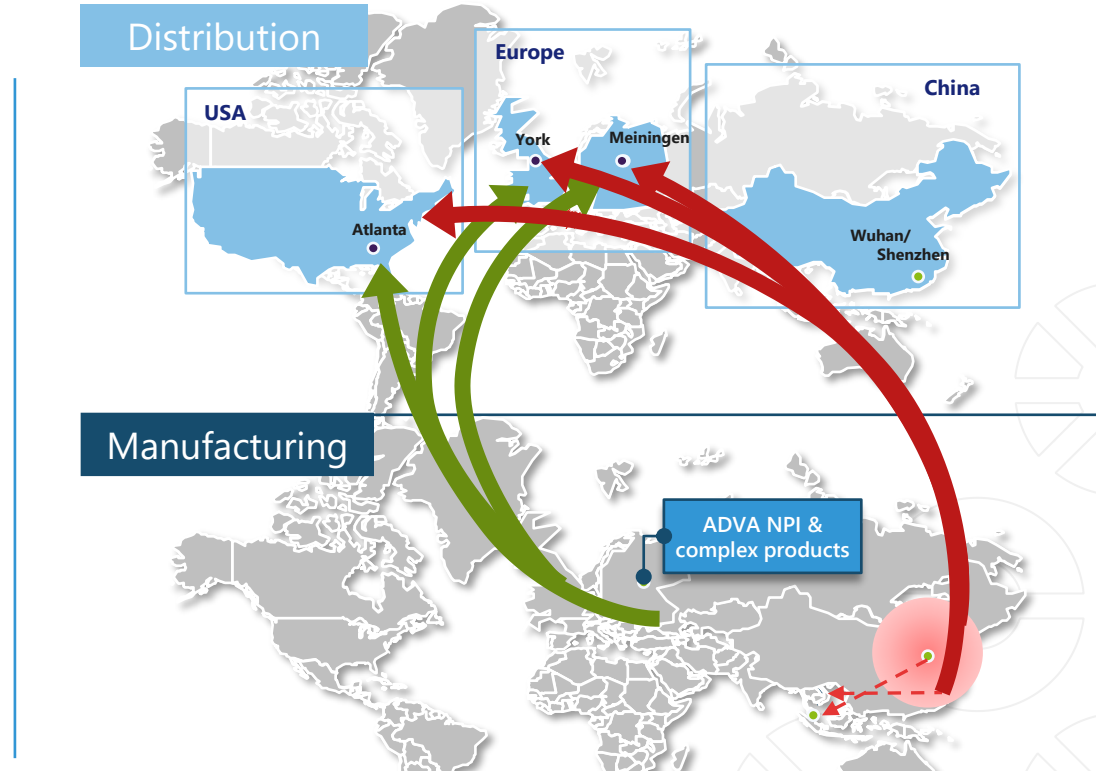 Distribution
Europe
China
USA
York
Meiningen
Atlanta
Wuhan/
Shenzhen
Manufacturing
ADVA NPI &
complex products